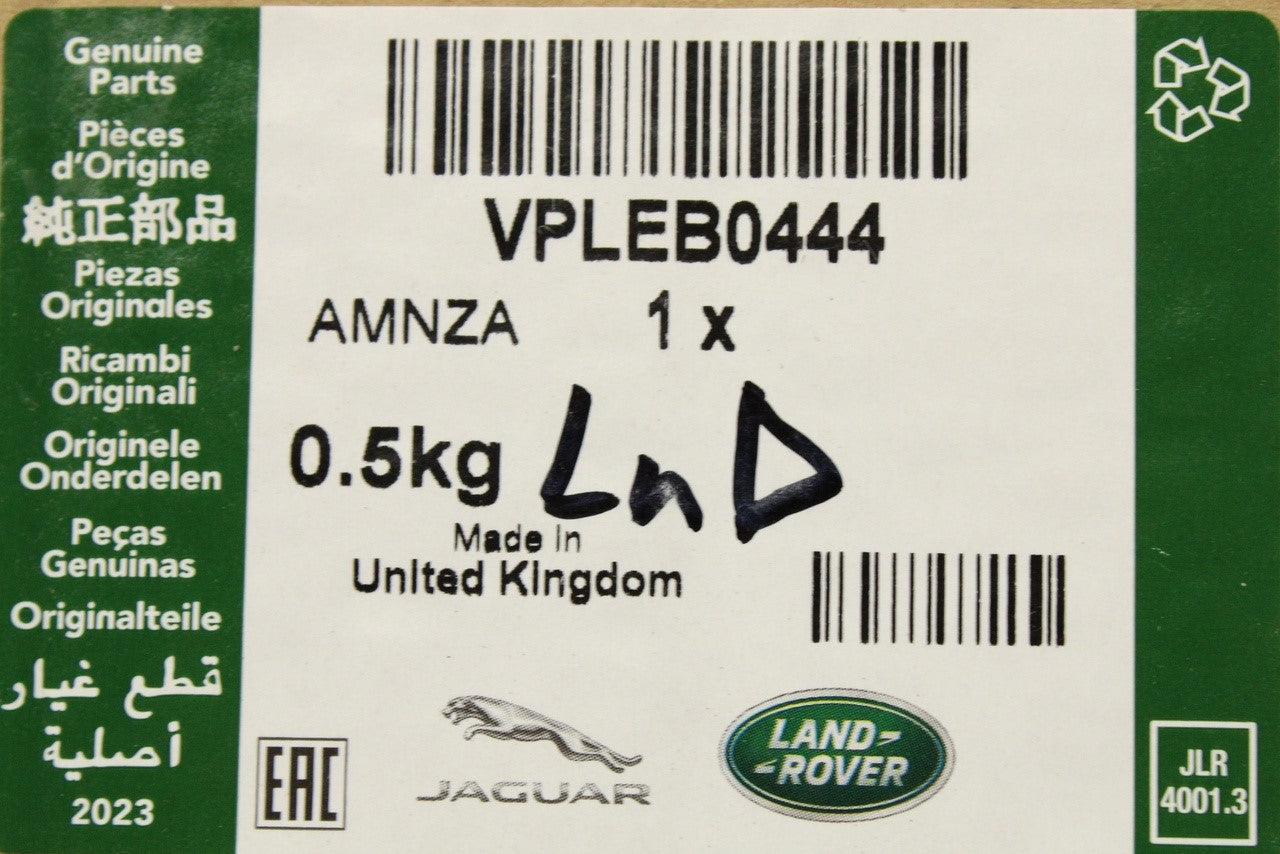 Genuine
Parts
Pièces
d'Origine
純正部品
Piezas
Originales
Ricambi
Originali
Originele
Onderdelen
Peças
Genuinas
Originalteile
قطع غيار
أصلية
2023
VPLEB0444
AMNZA 1 x
0.5kg LnD
Made In
United Kingdom
EAC
JAGUAR
LAND-
-ROVER
JLR
4001.3